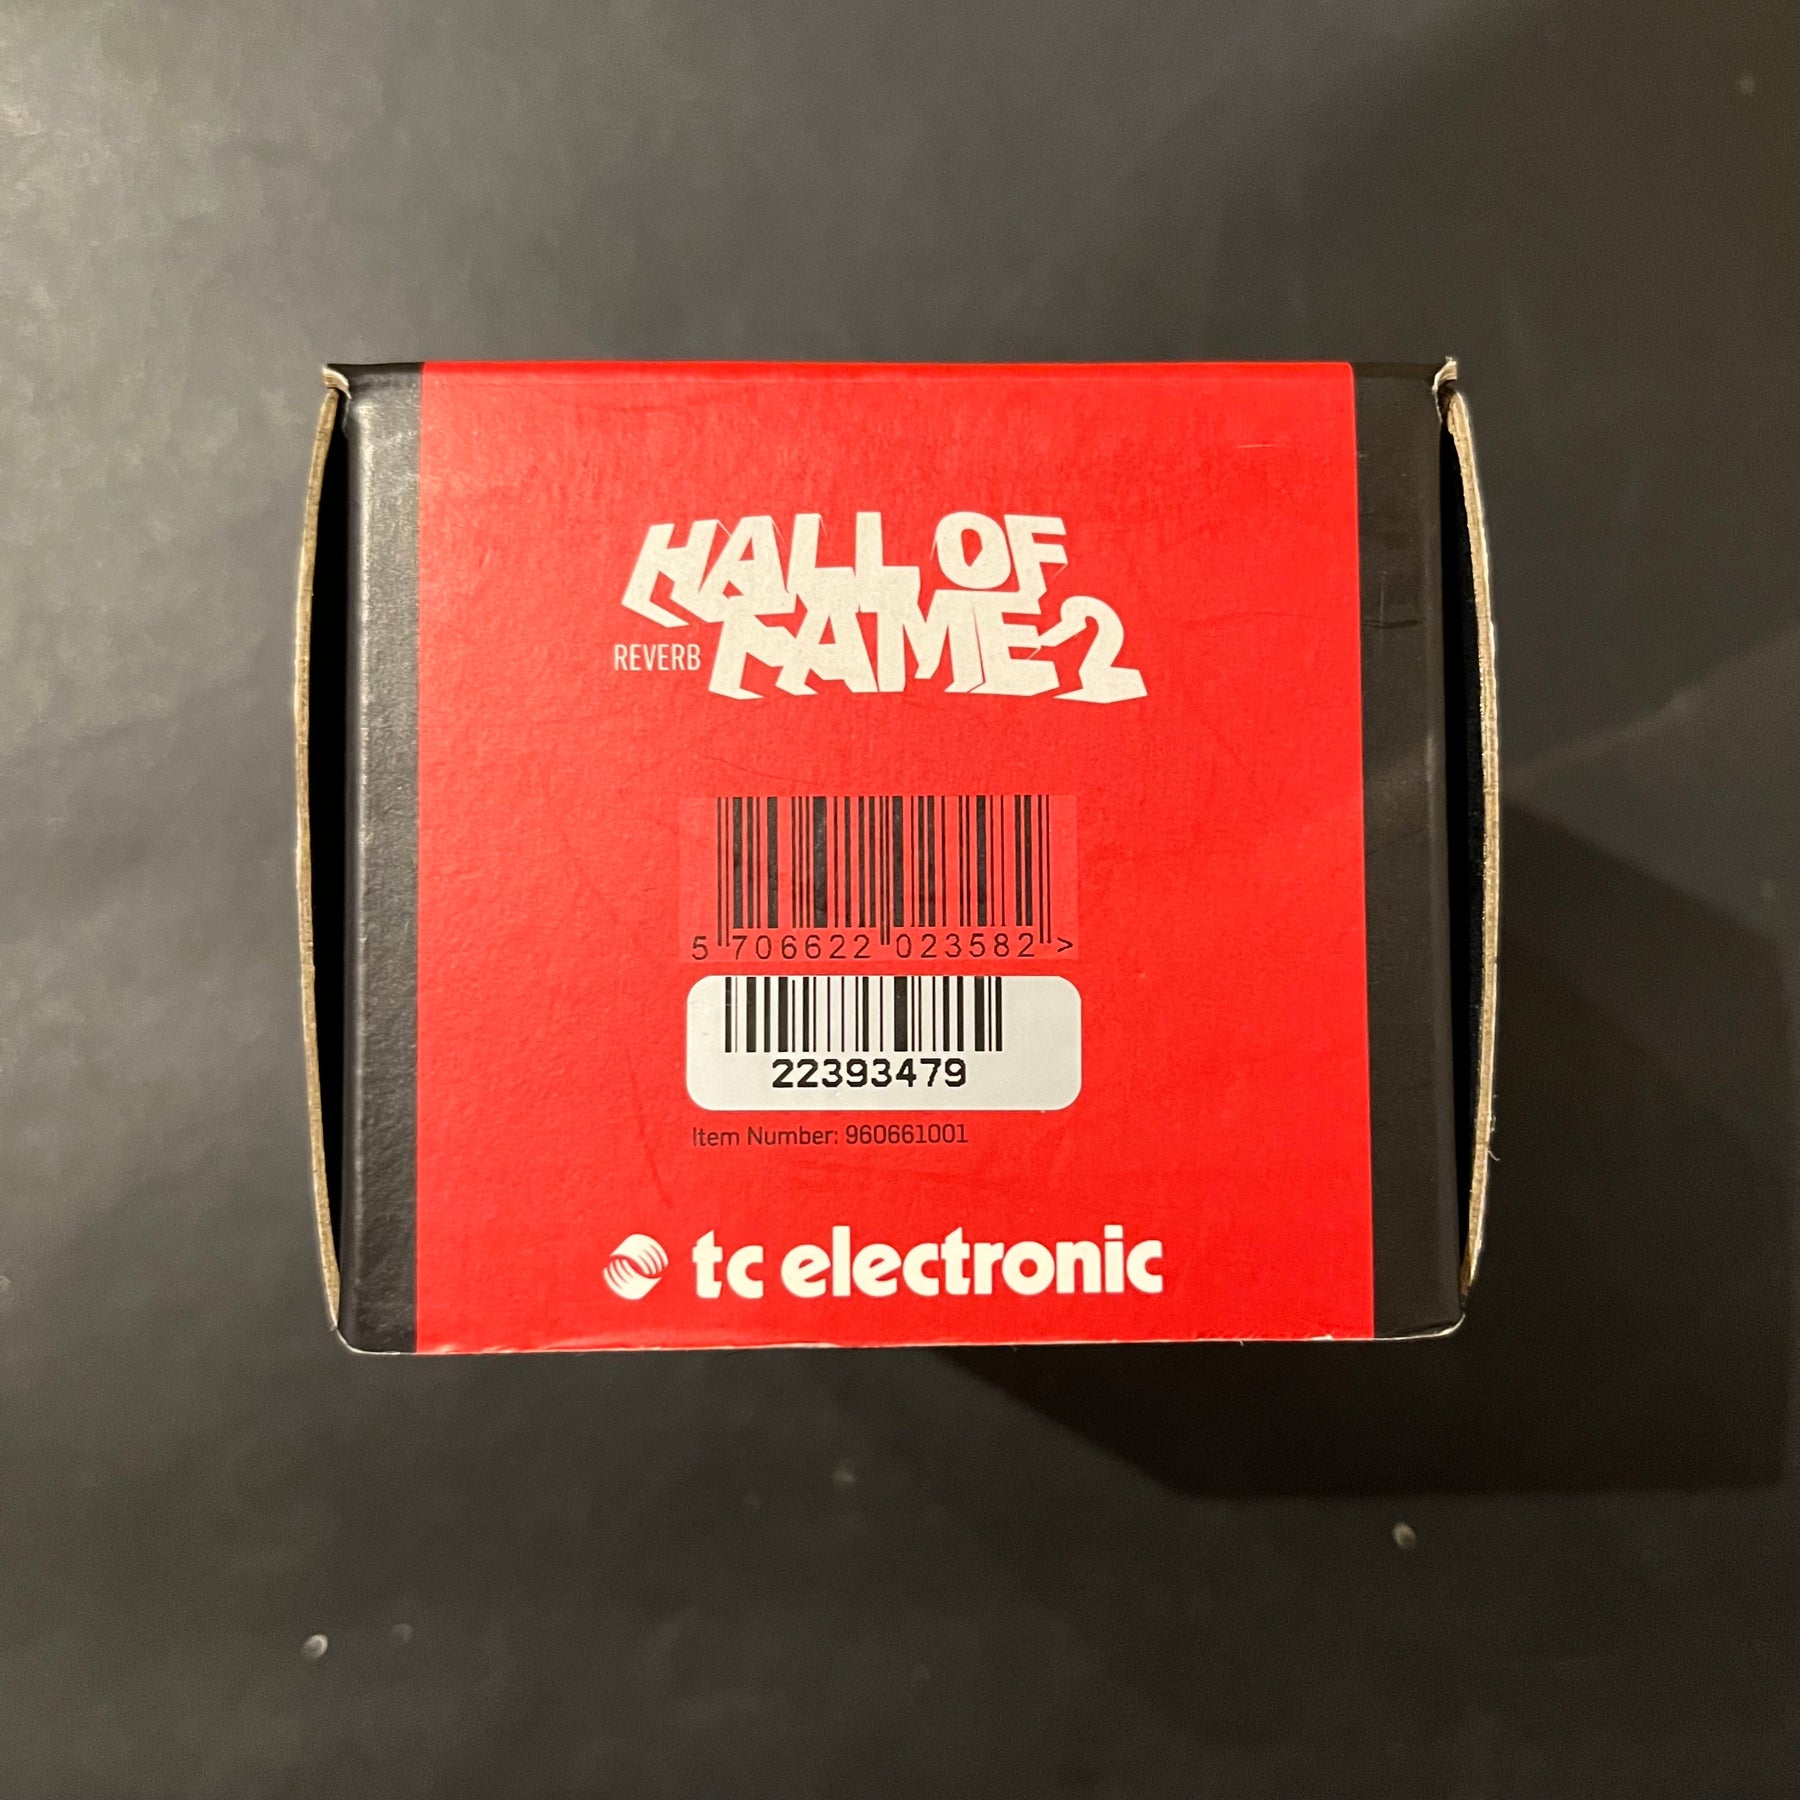 HALL OF
REVERB FAME 2
5 706622 023582 >
22393479
Item Number: 960661001
tc electronic